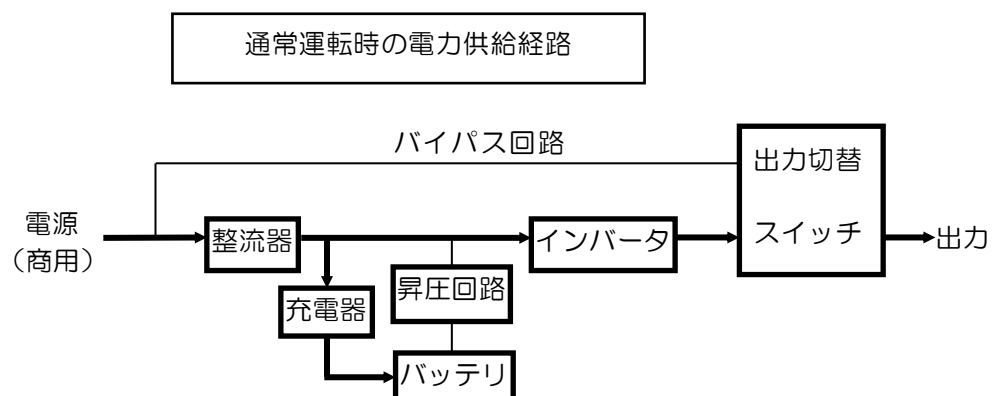 通常運転時の電力供給経路
バイパス回路
出力切替
スイッチ
電源
（商用）
整流器
インバータ
出力
充電器
昇圧回路
バッテリ